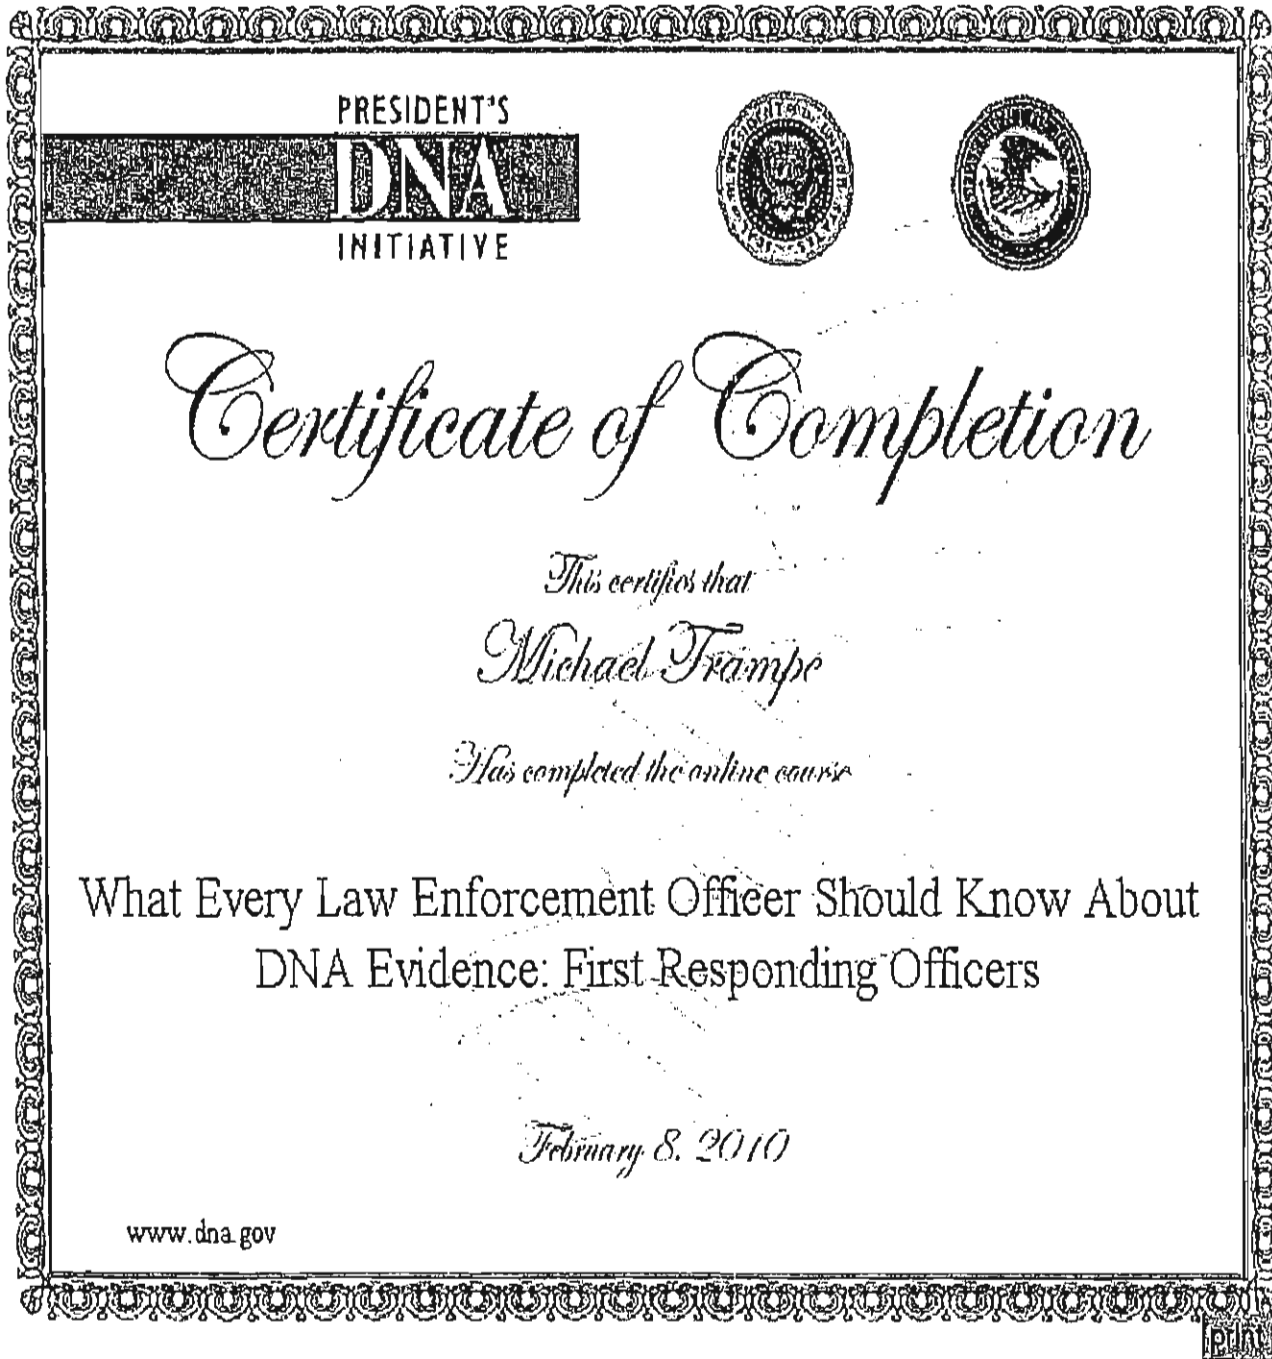 PRESIDENT'S
DNA
INITIATIVE
Certificate of Completion
This certifies that
Michael Trampe
Has completed the online course
What Every Law Enforcement Officer Should Know About
DNA Evidence: First Responding Officers
February 8, 2010
www.dna.gov
print